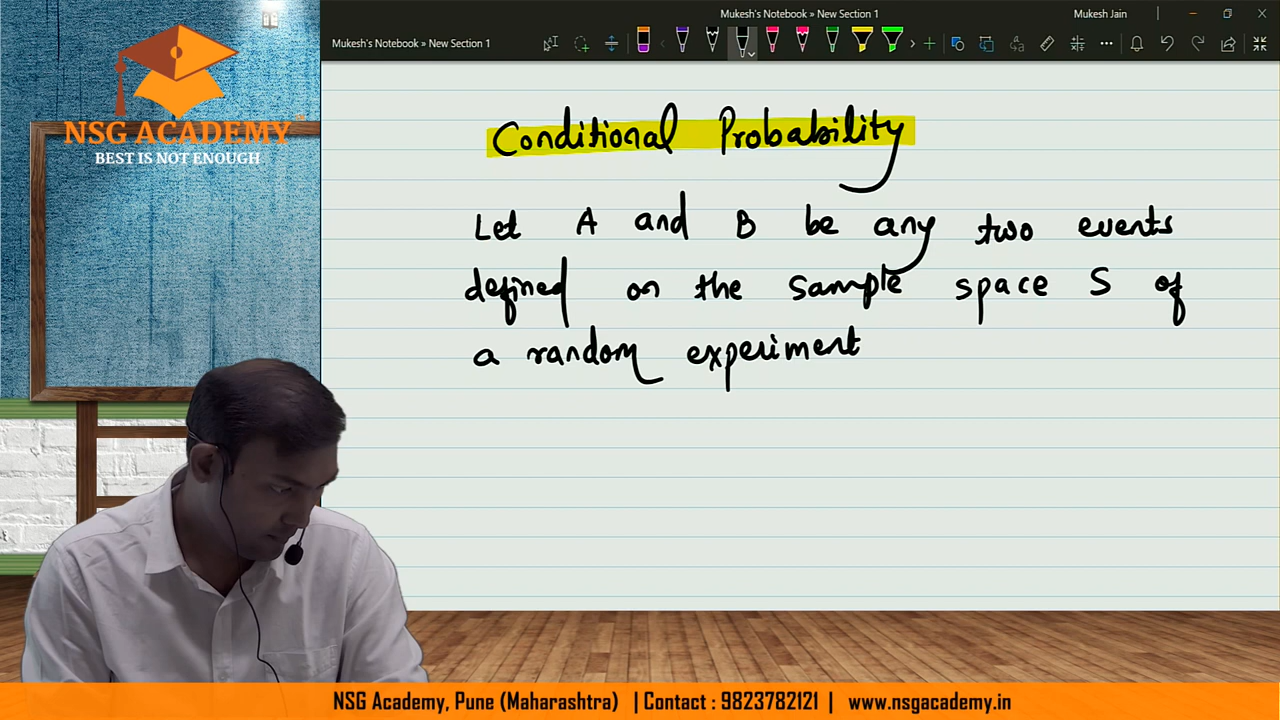 Mukesh's Notebook » New Section 1
Mukesh Jain
Mukesh's Notebook » New Section 1
NSG ACADEMY
BEST IS NOT ENOUGH
Conditional Probability
Let A and B be any two events
defined on the sample space S of
a random experiment
NSG Academy, Pune (Maharashtra) | Contact : 9823782121 | www.nsgacademy.in